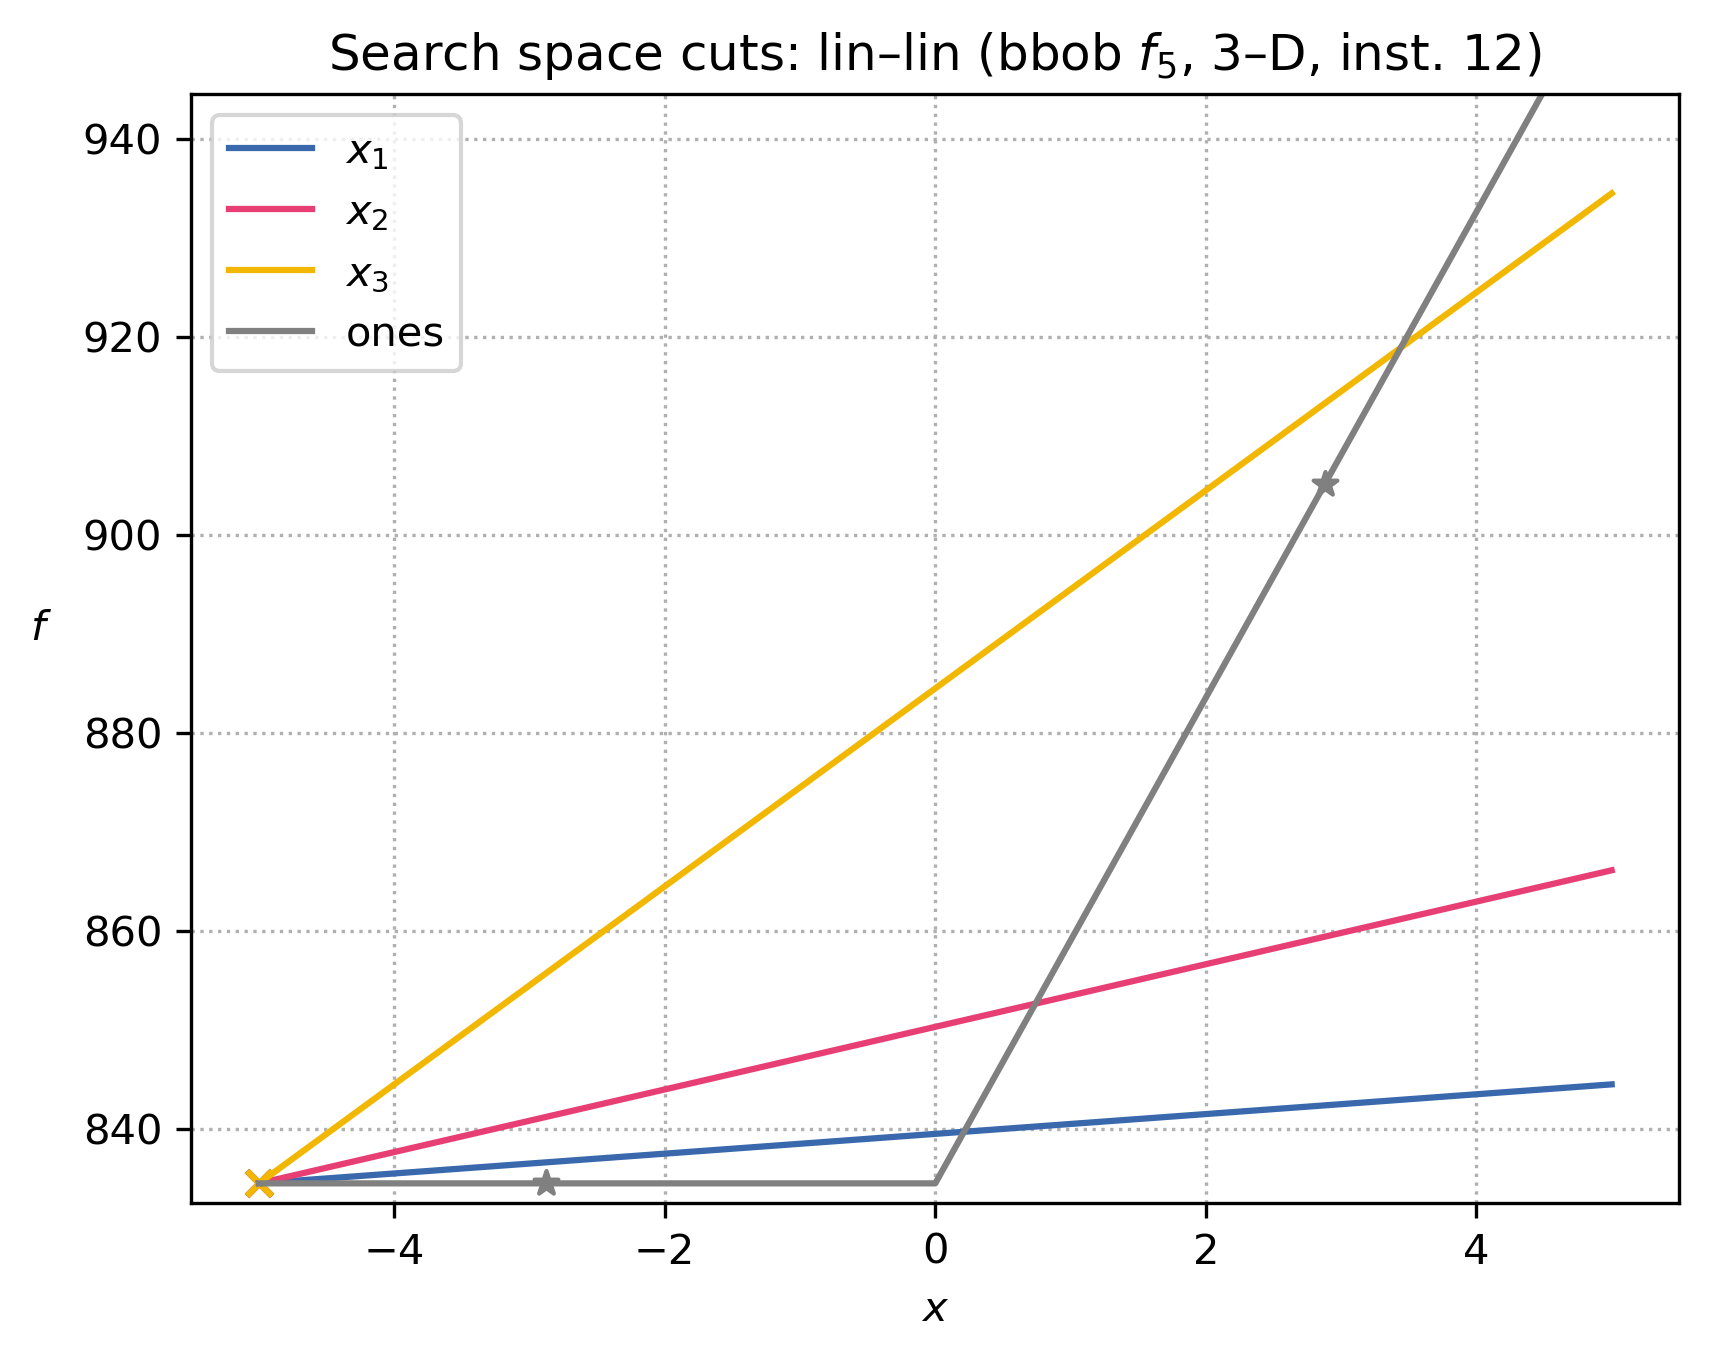 Search space cuts: lin–lin (bbob f₅, 3–D, inst. 12)
940
920
900
880
860
840
f
x₁
x₂
x₃
ones
−4 −2 0 2 4
x